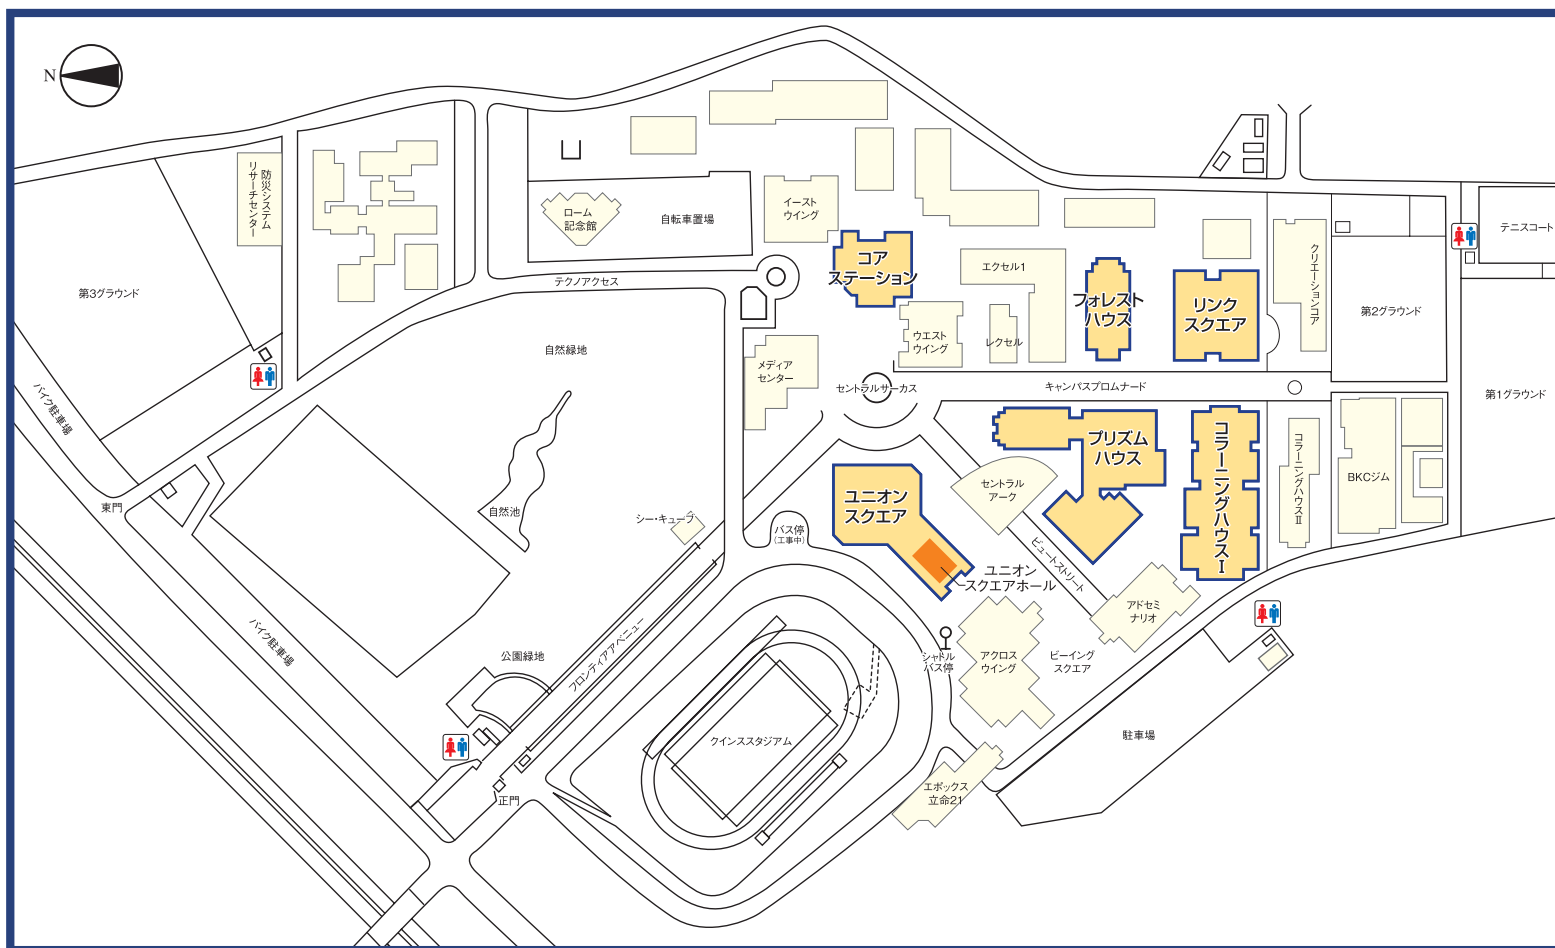 N
防災システム
リサーチセンター
ローム
記念館
自転車置場
イースト
ウイング
コア
ステーション
エクセル1
フォレスト
ハウス
リンク
スクエア
クリエーションコア
テニスコート
第3グラウンド
テクノアクセス
ウエスト
ウイング
レクセル
第2グラウンド
自然緑地
メディア
センター
セントラルサーカス
キャンパスプロムナード
第1グラウンド
バイク駐車場
プリズム
ハウス
コラーニングハウスⅠ
コラーニングハウスⅡ
BKCジム
東門
自然池
シー・キューブ
ユニオン
スクエア
セントラル
アーク
バス停
(工事中)
ビュートストリート
ユニオン
スクエアホール
アドセミ
ナリオ
バイク駐車場
公園緑地
フロンティアアベニュー
シャトル
バス停
アクロス
ウイング
ビーイング
スクエア
クインススタジアム
駐車場
正門
エポックス
立命21